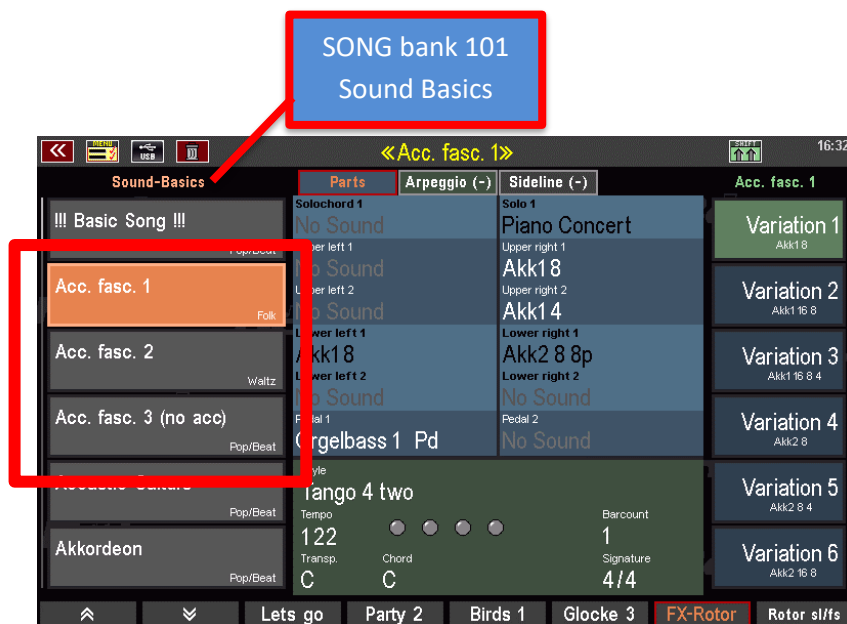 SONG bank 101
Sound Basics
MENU
USB
«Acc. fasc. 1»
SHIFT
16:32
Sound-Basics
Parts
Arpeggio (-)
Sideline (-)
Acc. fasc. 1
!!! Basic Song !!!
Pop/Beat
Acc. fasc. 1
Folk
Acc. fasc. 2
Waltz
Acc. fasc. 3 (no acc)
Pop/Beat
Pop/Beat
Akkordeon
Pop/Beat
Solochord 1
No Sound
Solo 1
Piano Concert
Upper left 1
No Sound
Upper right 1
Akk1 8
Upper left 2
No Sound
Upper right 2
Akk1 4
Lower left 1
Akk1 8
Lower right 1
Akk2 8 8p
Lower left 2
No Sound
Lower right 2
No Sound
Pedal 1
Orgelbass 1 Pd
Pedal 2
No Sound
Style
Tango 4 two
Tempo
122
Barcount
1
Transp.
C
Chord
C
Signature
4/4
Variation 1
Akk1 8
Variation 2
Akk1 16 8
Variation 3
Akk1 16 8 4
Variation 4
Akk2 8
Variation 5
Akk2 8 4
Variation 6
Akk2 16 8
Lets go
Party 2
Birds 1
Glocke 3
FX-Rotor
Rotor sl/fs